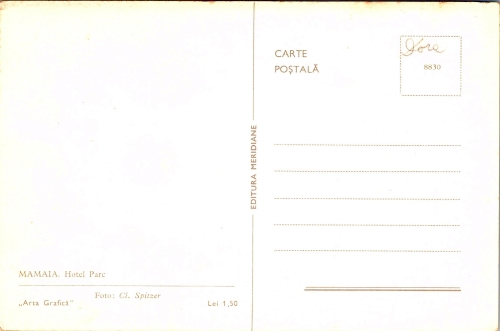 CARTE
POȘTALĂ
8830
EDITURA MERIDIANE
MAMAIA. Hotel Parc
Foto: Cl. Spitzer
„Arta Grafică” Lei 1,50